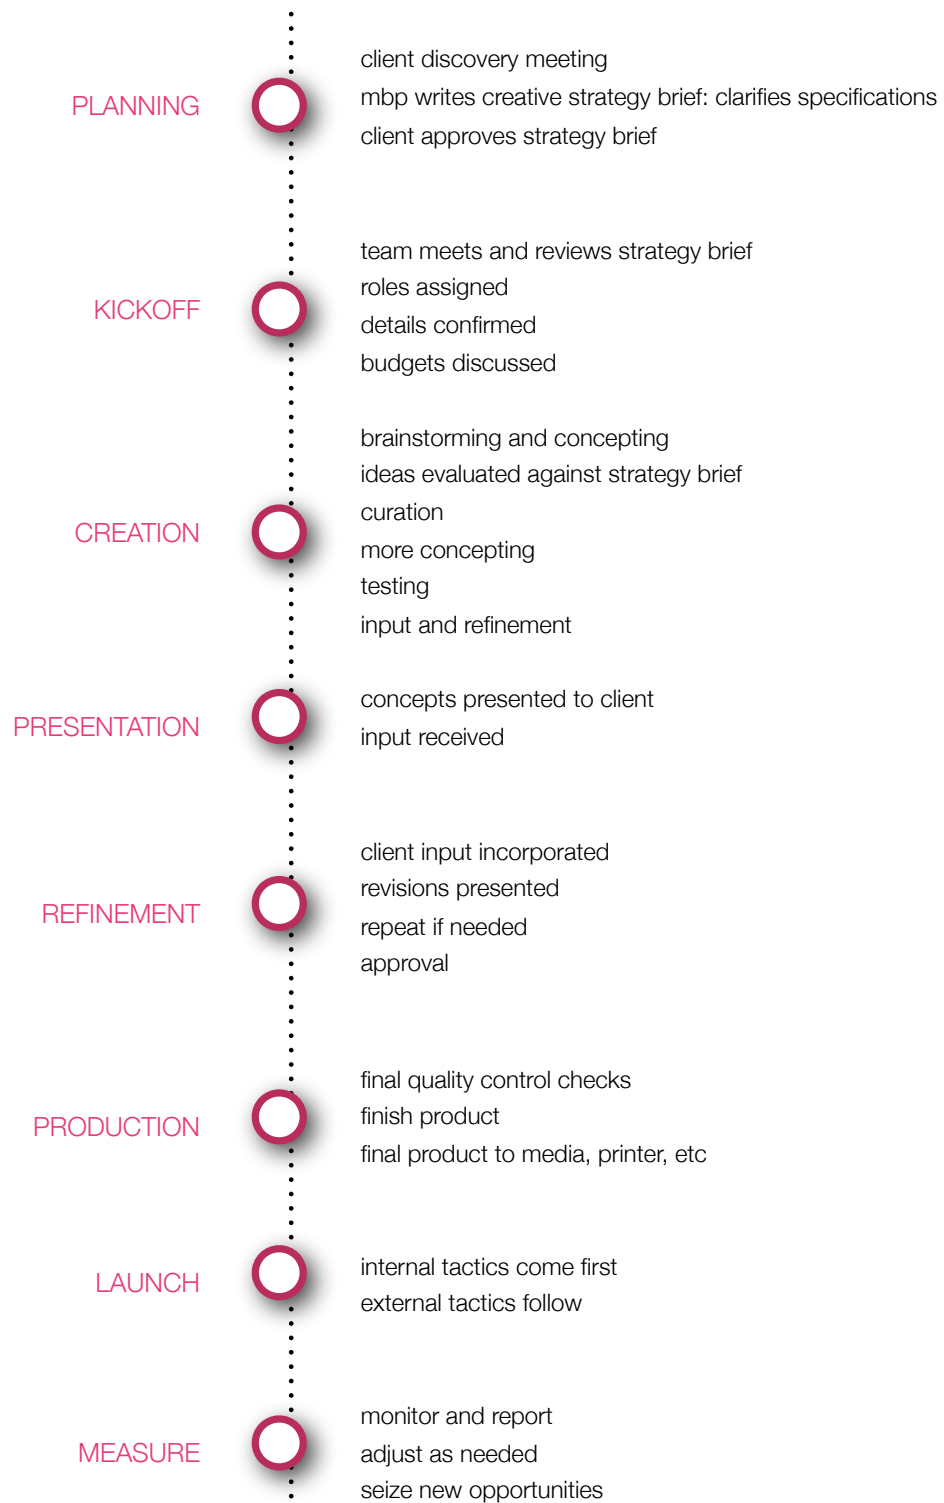 PLANNING
client discovery meeting
mbp writes creative strategy brief: clarifies specifications
client approves strategy brief
KICKOFF
team meets and reviews strategy brief
roles assigned
details confirmed
budgets discussed
CREATION
brainstorming and concepting
ideas evaluated against strategy brief
curation
more concepting
testing
input and refinement
PRESENTATION
concepts presented to client
input received
REFINEMENT
client input incorporated
revisions presented
repeat if needed
approval
PRODUCTION
final quality control checks
finish product
final product to media, printer, etc
LAUNCH
internal tactics come first
external tactics follow
MEASURE
monitor and report
adjust as needed
seize new opportunities